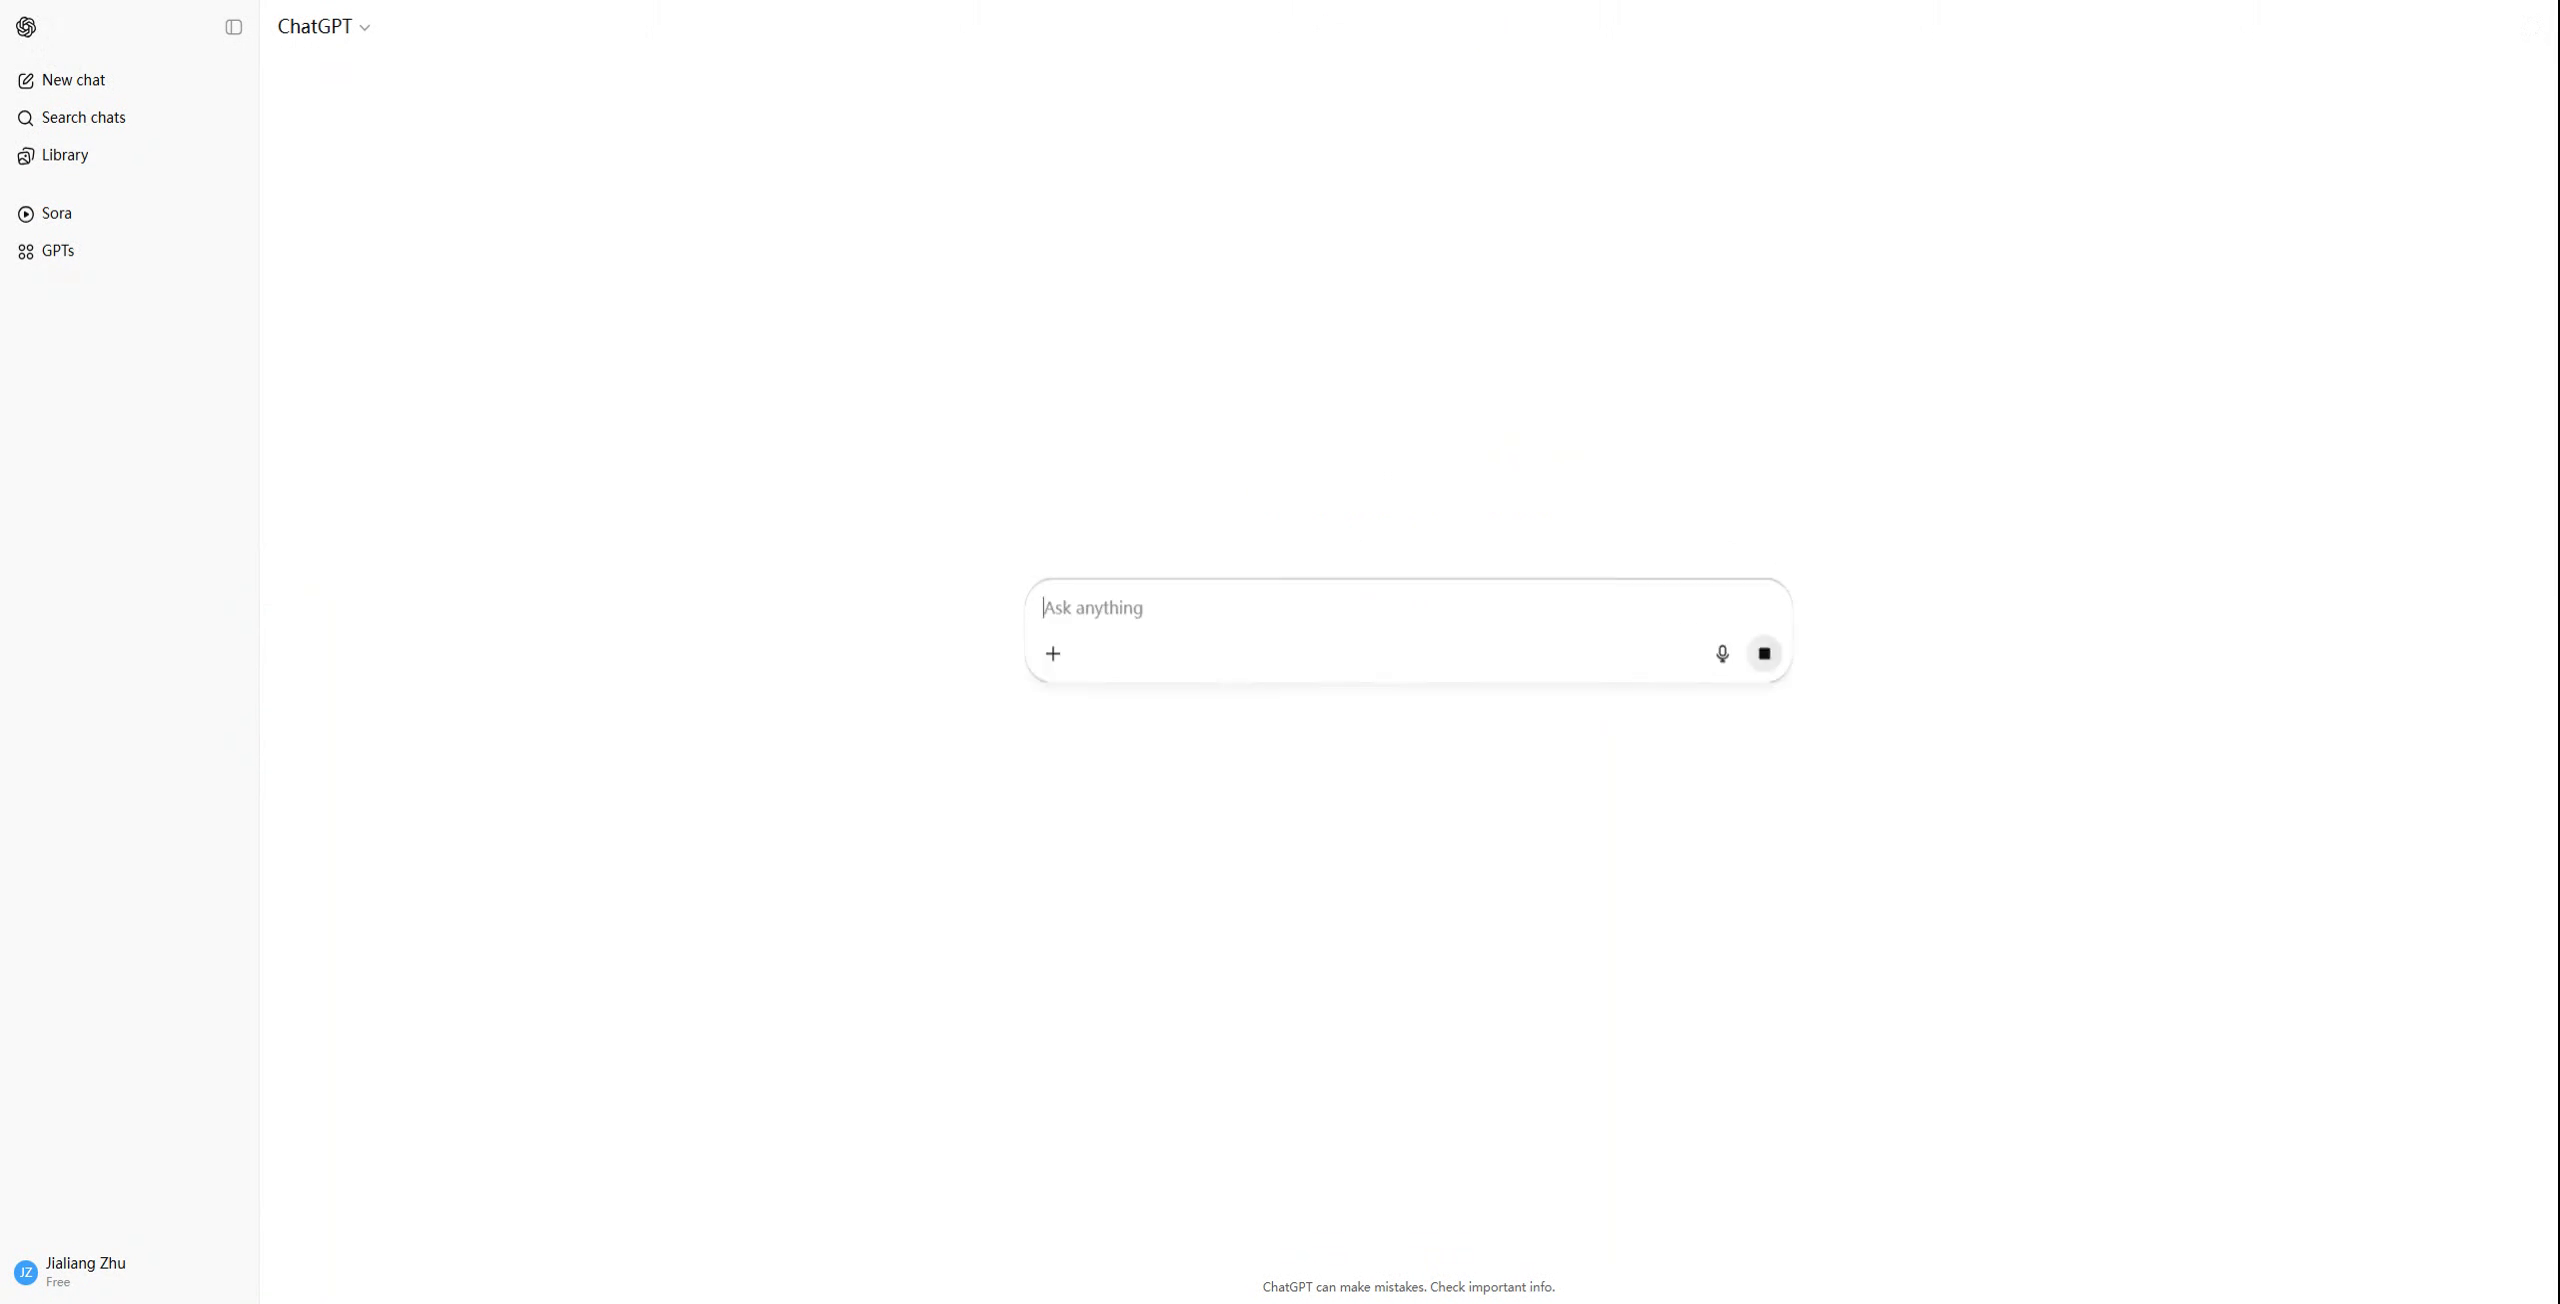 ChatGPT
New chat
Search chats
Library
Sora
GPTs
Ask anything
JZ
Jialiang Zhu
Free
ChatGPT can make mistakes. Check important info.